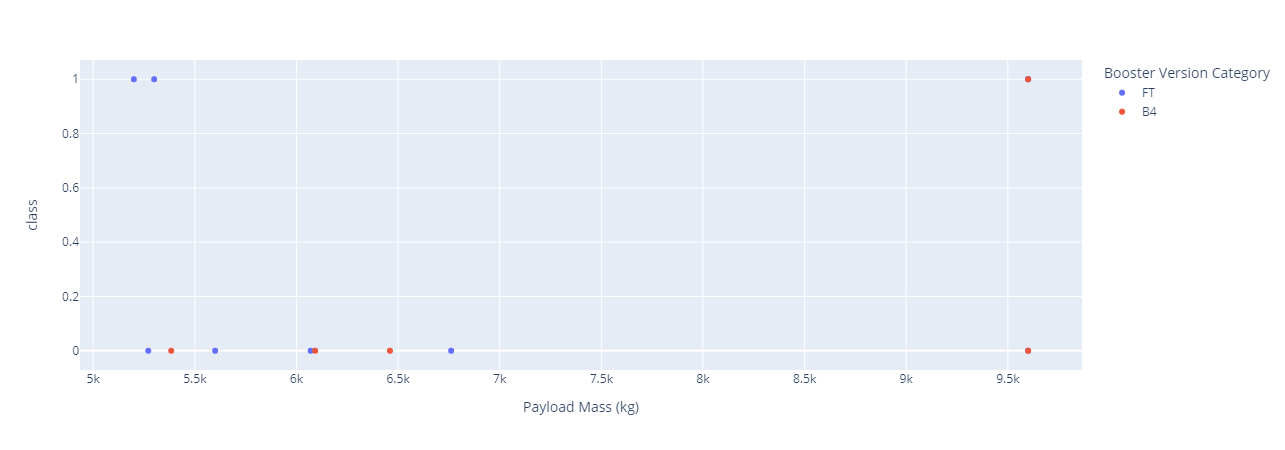 Booster Version Category
FT
B4
class
1
0.8
0.6
0.4
0.2
0
5k 5.5k 6k 6.5k 7k 7.5k 8k 8.5k 9k 9.5k
Payload Mass (kg)